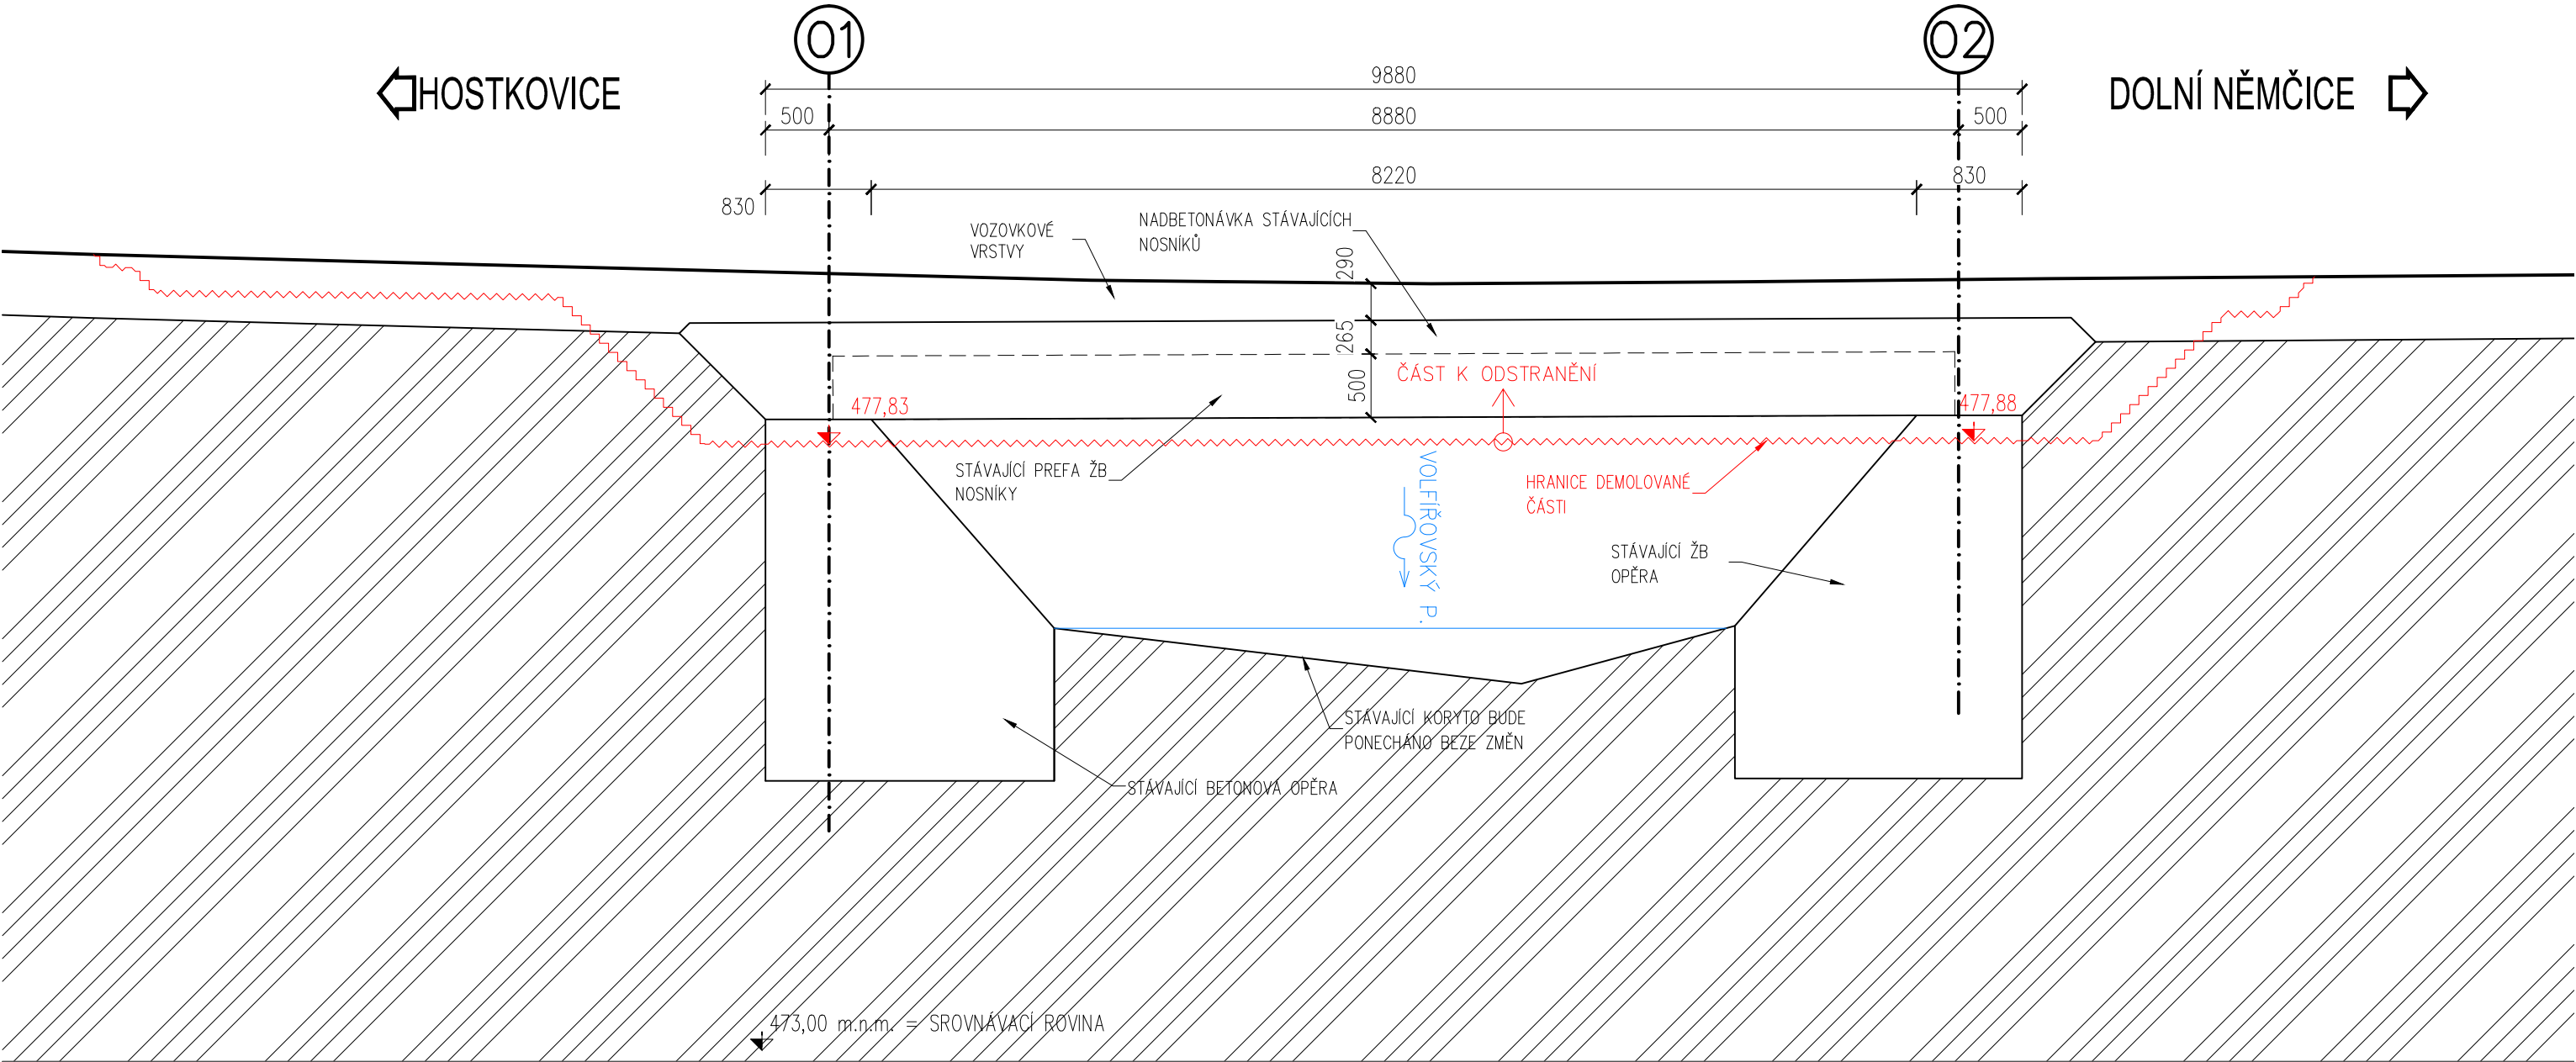 O1
O2
HOSTKOVICE
DOLNÍ NĚMČICE
9880
500
8880
500
830
8220
830
VOZOVKOVÉ
VRSTVY
NADBETONÁVKA STÁVAJÍCÍCH
NOSNÍKŮ
290
265
500
ČÁST K ODSTRANĚNÍ
477,83
477,88
STÁVAJÍCÍ PREFA ŽB
NOSNÍKY
VOLFÍŘOVSKÝ P.
HRANICE DEMOLOVANÉ
ČÁSTI
STÁVAJÍCÍ ŽB
OPĚRA
STÁVAJÍCÍ KORYTO BUDE
PONECHÁNO BEZE ZMĚN
STÁVAJÍCÍ BETONOVÁ OPĚRA
473,00 m.n.m. = SROVNÁVACÍ ROVINA